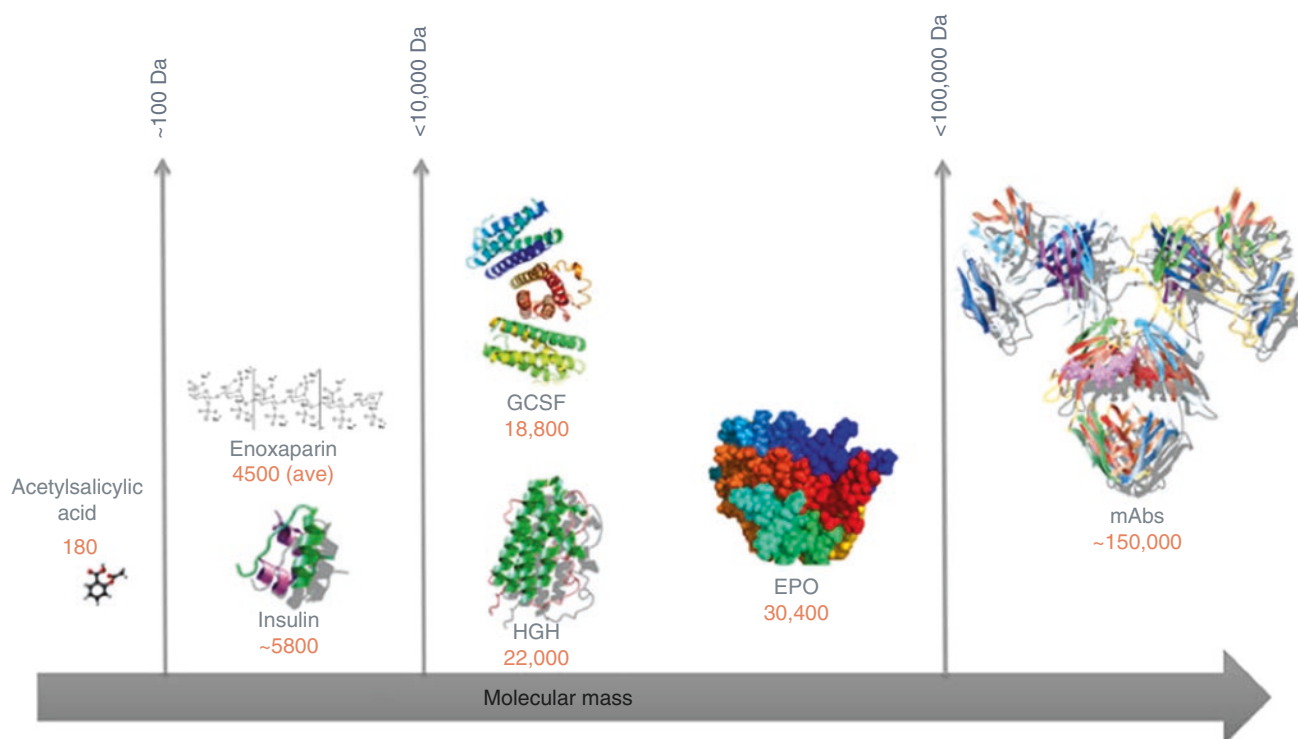 ~100 Da
<10,000 Da
<100,000 Da
Acetylsalicylic
acid
180
Enoxaparin
4500 (ave)
Insulin
~5800
GCSF
18,800
HGH
22,000
EPO
30,400
mAbs
~150,000
Molecular mass